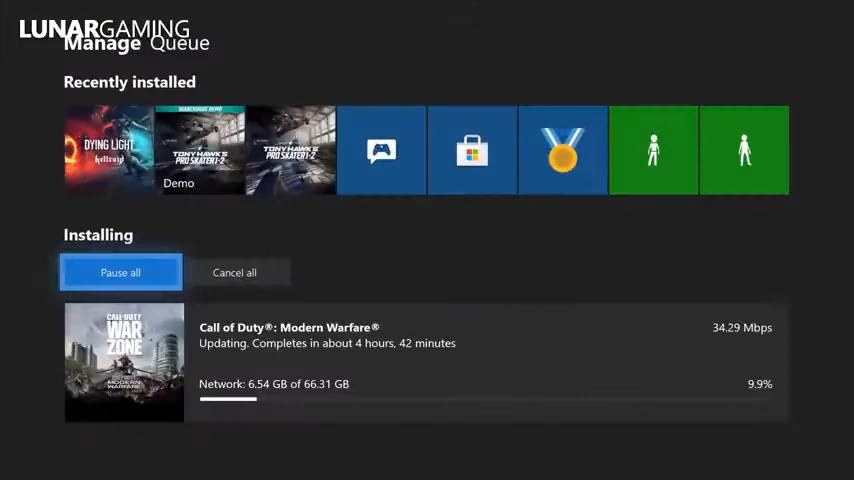 LUNARGAMING
Manage Queue
Recently installed
DYING LIGHT
hellraid
WAREHOUSE DEMO
TONY HAWK'S
PRO SKATER 1+2
Demo
TONY HAWK'S
PRO SKATER 1+2
Installing
Pause all
Cancel all
CALL OF DUTY
WAR
ZONE
CALL OF DUTY
MODERN
WARFARE
Call of Duty®: Modern Warfare®
34.29 Mbps
Updating. Completes in about 4 hours, 42 minutes
Network: 6.54 GB of 66.31 GB
9.9%